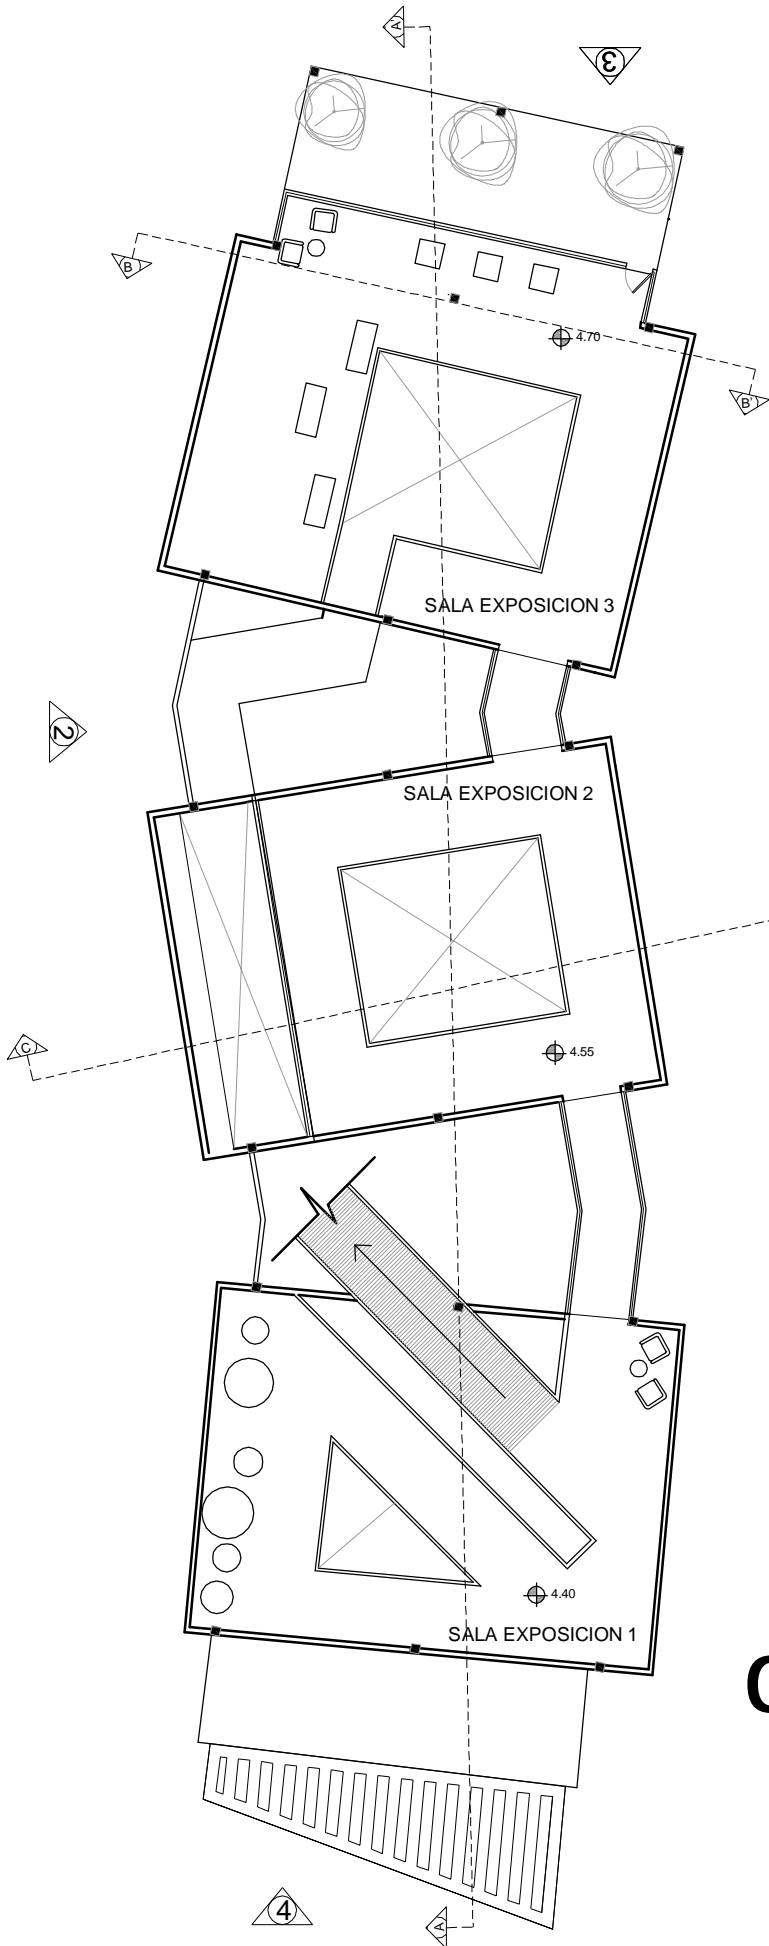 A'
3
B
B'
4.70
SALA EXPOSICION 3
2
SALA EXPOSICION 2
C
4.55
4.40
SALA EXPOSICION 1
4
A